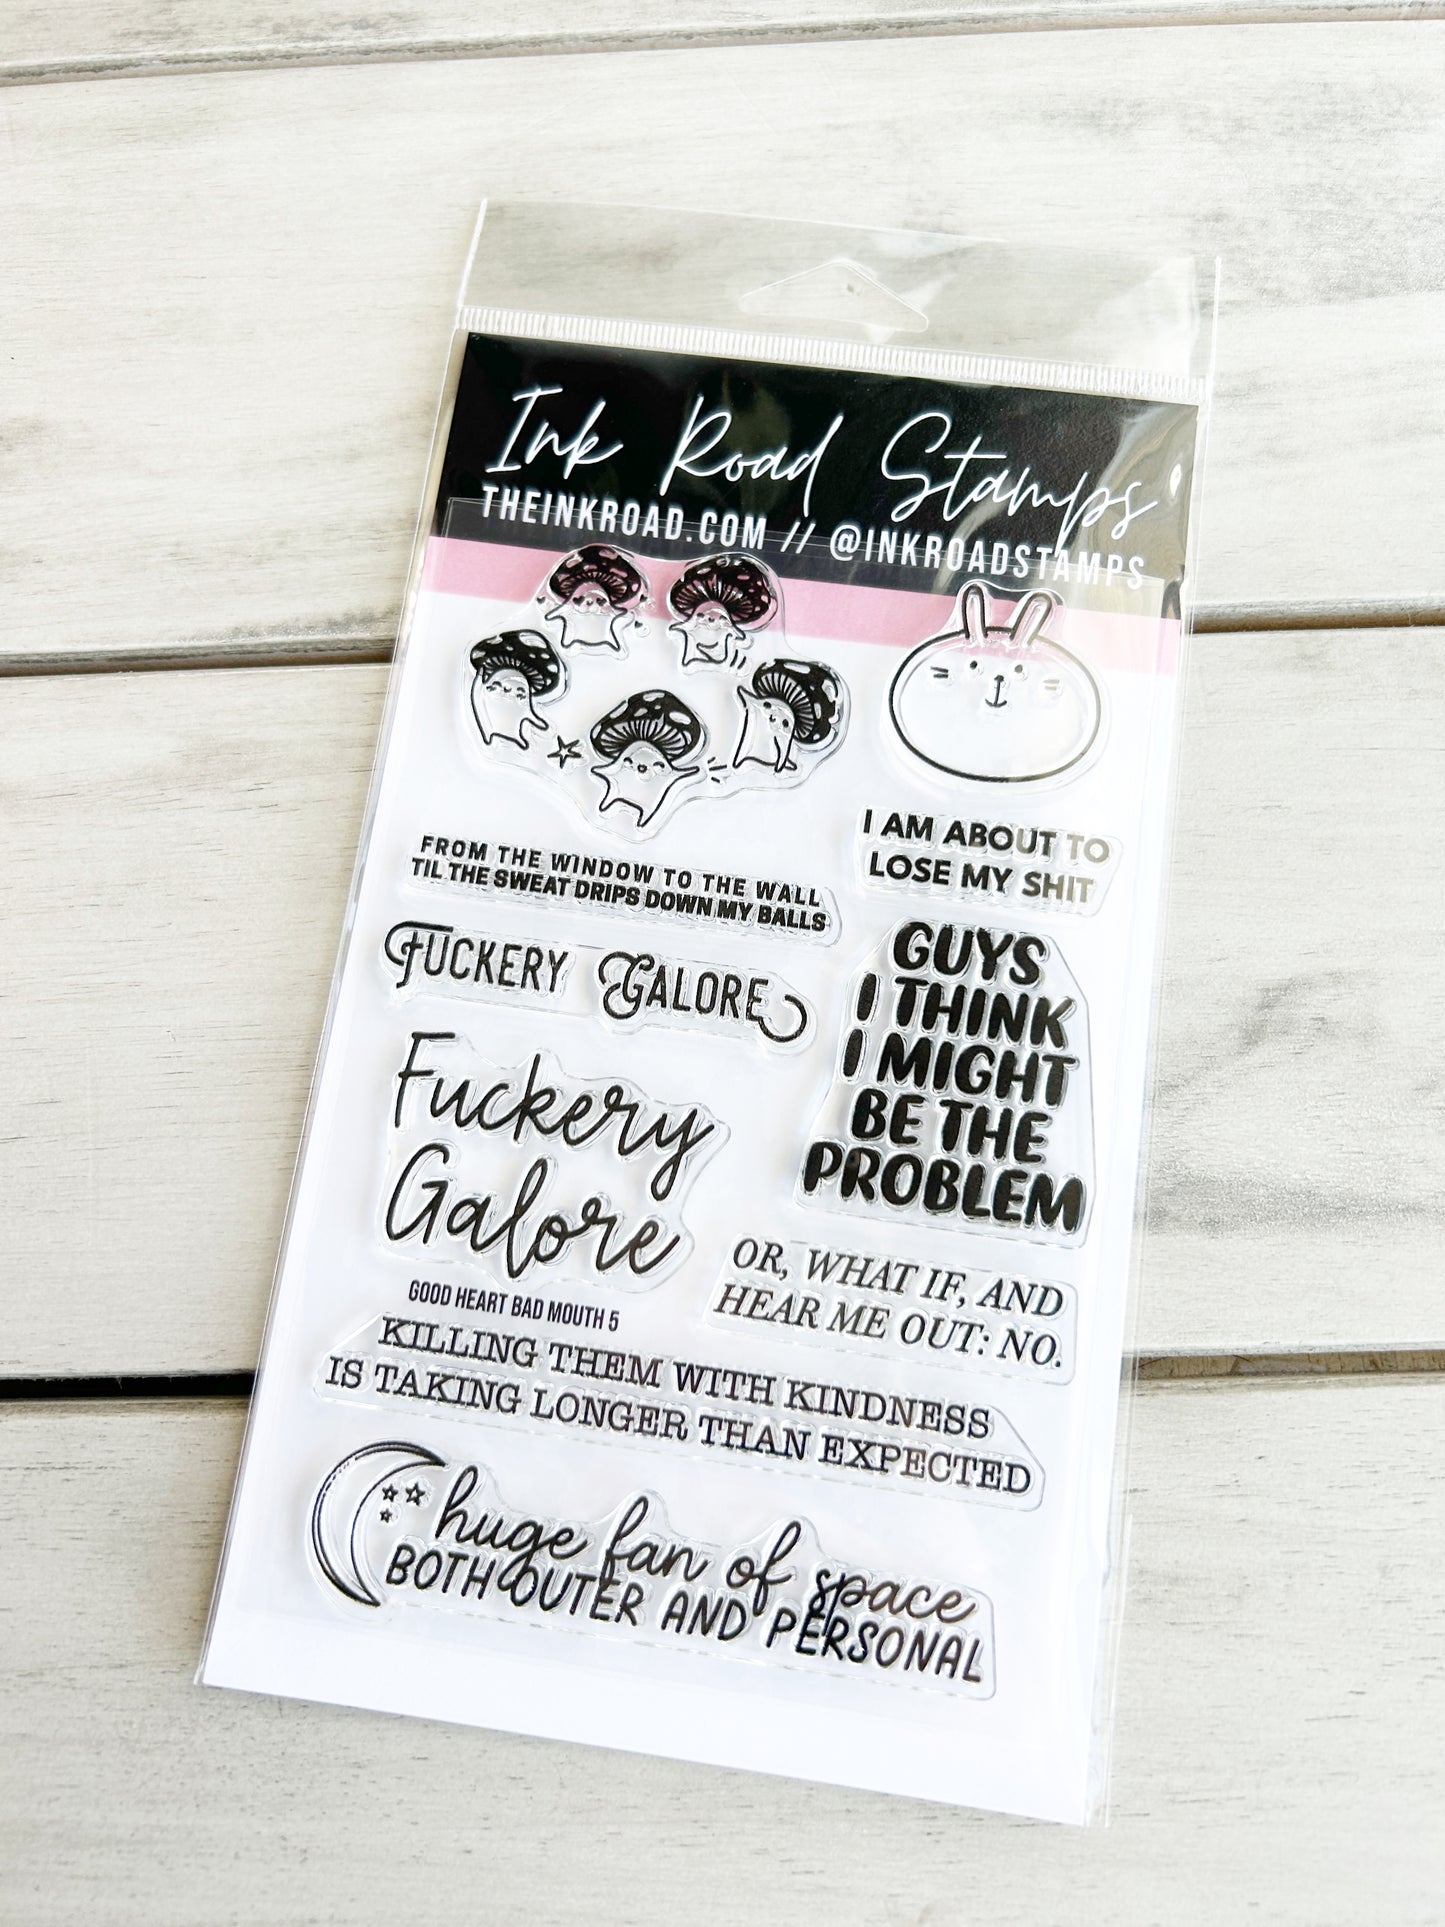 Ink Road Stamps
THEINKROAD.COM // @INKROADSTAMPS
FROM THE WINDOW TO THE WALL
TIL THE SWEAT DRIPS DOWN MY BALLS
I AM ABOUT TO
LOSE MY SHIT
FUCKERY GALORE
GUYS
I THINK
I MIGHT
BE THE
PROBLEM
Fuckery
Galore
OR, WHAT IF, AND
HEAR ME OUT: NO.
GOOD HEART BAD MOUTH 5
KILLING THEM WITH KINDNESS
IS TAKING LONGER THAN EXPECTED
huge fan of space
BOTH OUTER AND PERSONAL